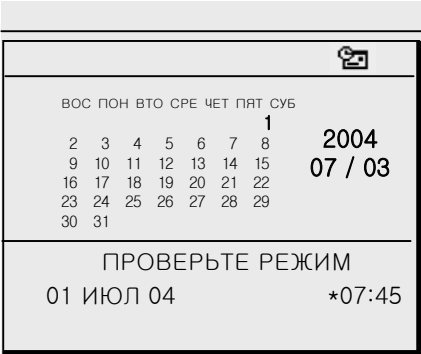 ВОС ПОН ВТО СРЕ ЧЕТ ПЯТ СУБ
1
2 3 4 5 6 7 8
9 10 11 12 13 14 15
16 17 18 19 20 21 22
23 24 25 26 27 28 29
30 31
2004
07 / 03
ПРОВЕРЬТЕ РЕЖИМ
01 ИЮЛ 04 *07:45